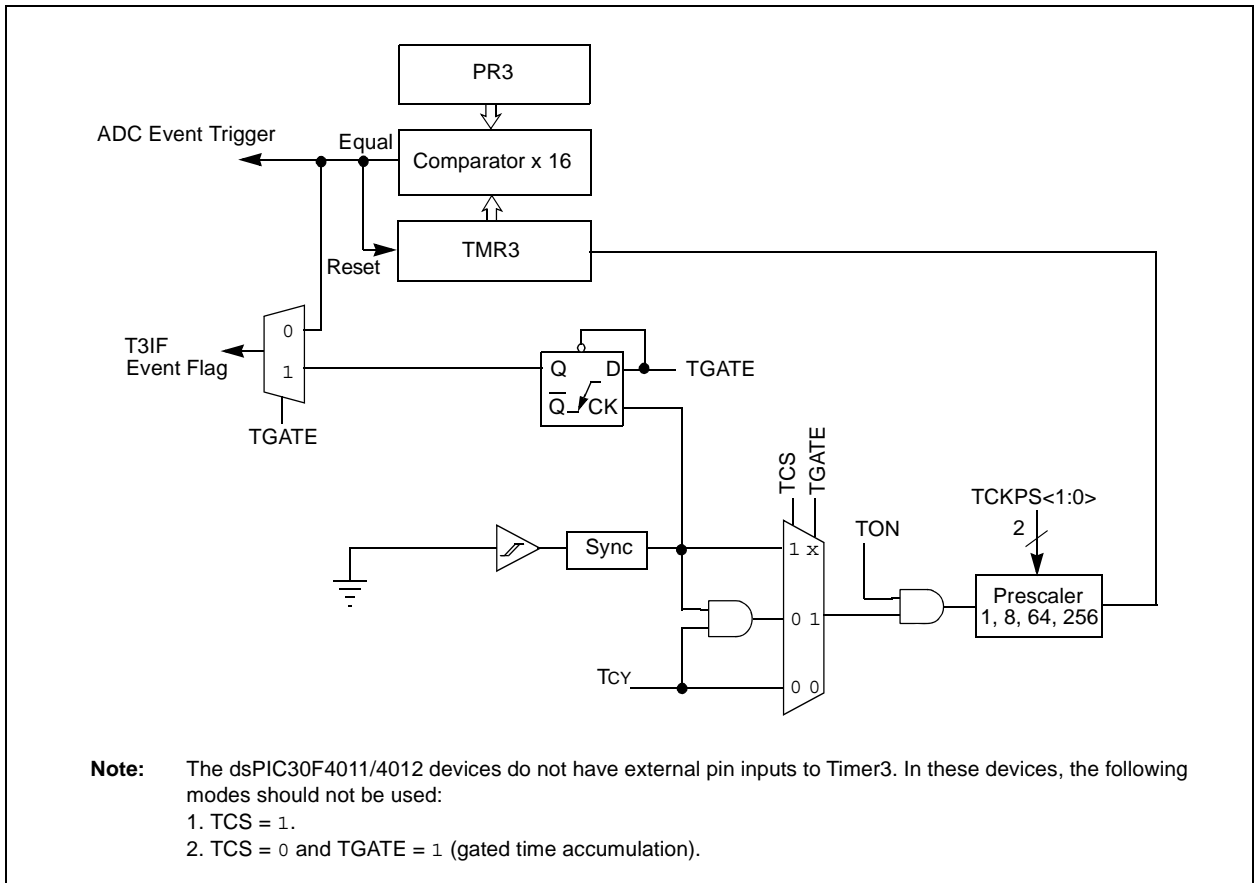 PR3
ADC Event Trigger
Equal
Comparator x 16
TMR3
Reset
0
T3IF
Event Flag
1
TGATE
Q D
Q CK
TGATE
TCS
TGATE
TCKPS<1:0>
2
TON
Sync
1 x
Prescaler
1, 8, 64, 256
0 1
TCY
0 0
Note: The dsPIC30F4011/4012 devices do not have external pin inputs to Timer3. In these devices, the following
modes should not be used:
1. TCS = 1.
2. TCS = 0 and TGATE = 1 (gated time accumulation).